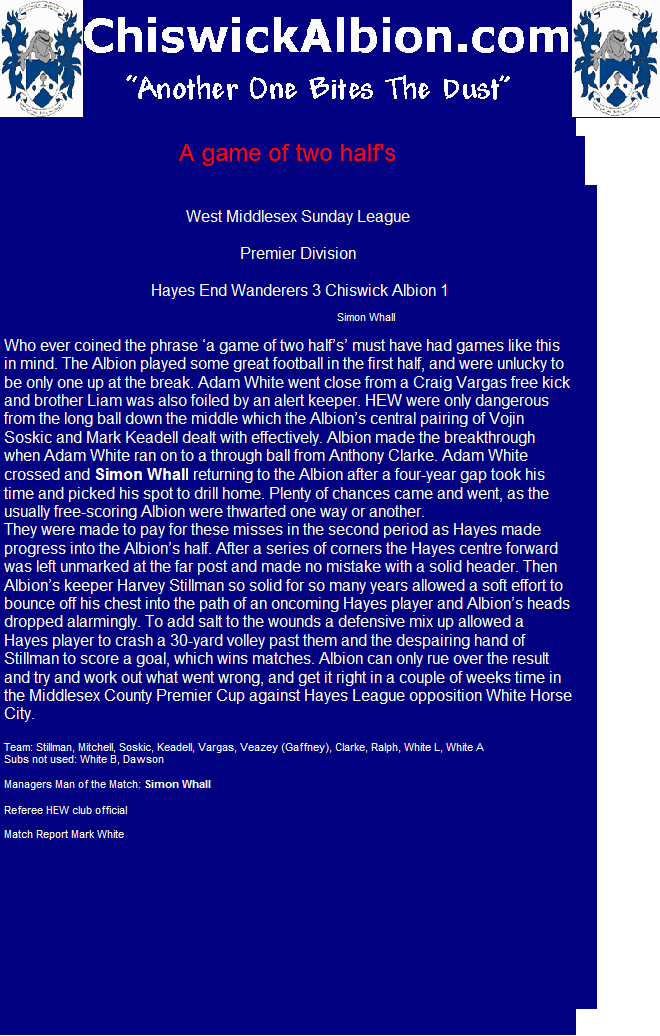 ChiswickAlbion.com
"Another One Bites The Dust"
A game of two half's
West Middlesex Sunday League
Premier Division
Hayes End Wanderers 3 Chiswick Albion 1
Simon Whall
Who ever coined the phrase ‘a game of two half’s’ must have had games like this
in mind. The Albion played some great football in the first half, and were unlucky to
be only one up at the break. Adam White went close from a Craig Vargas free kick
and brother Liam was also foiled by an alert keeper. HEW were only dangerous
from the long ball down the middle which the Albion’s central pairing of Vojin
Soskic and Mark Keadell dealt with effectively. Albion made the breakthrough
when Adam White ran on to a through ball from Anthony Clarke. Adam White
crossed and Simon Whall returning to the Albion after a four-year gap took his
time and picked his spot to drill home. Plenty of chances came and went, as the
usually free-scoring Albion were thwarted one way or another.
They were made to pay for these misses in the second period as Hayes made
progress into the Albion’s half. After a series of corners the Hayes centre forward
was left unmarked at the far post and made no mistake with a solid header. Then
Albion’s keeper Harvey Stillman so solid for so many years allowed a soft effort to
bounce off his chest into the path of an oncoming Hayes player and Albion’s heads
dropped alarmingly. To add salt to the wounds a defensive mix up allowed a
Hayes player to crash a 30-yard volley past them and the despairing hand of
Stillman to score a goal, which wins matches. Albion can only rue over the result
and try and work out what went wrong, and get it right in a couple of weeks time in
the Middlesex County Premier Cup against Hayes League opposition White Horse
City.
Team: Stillman, Mitchell, Soskic, Keadell, Vargas, Veazey (Gaffney), Clarke, Ralph, White L, White A
Subs not used: White B, Dawson
Managers Man of the Match: Simon Whall
Referee HEW club official
Match Report Mark White